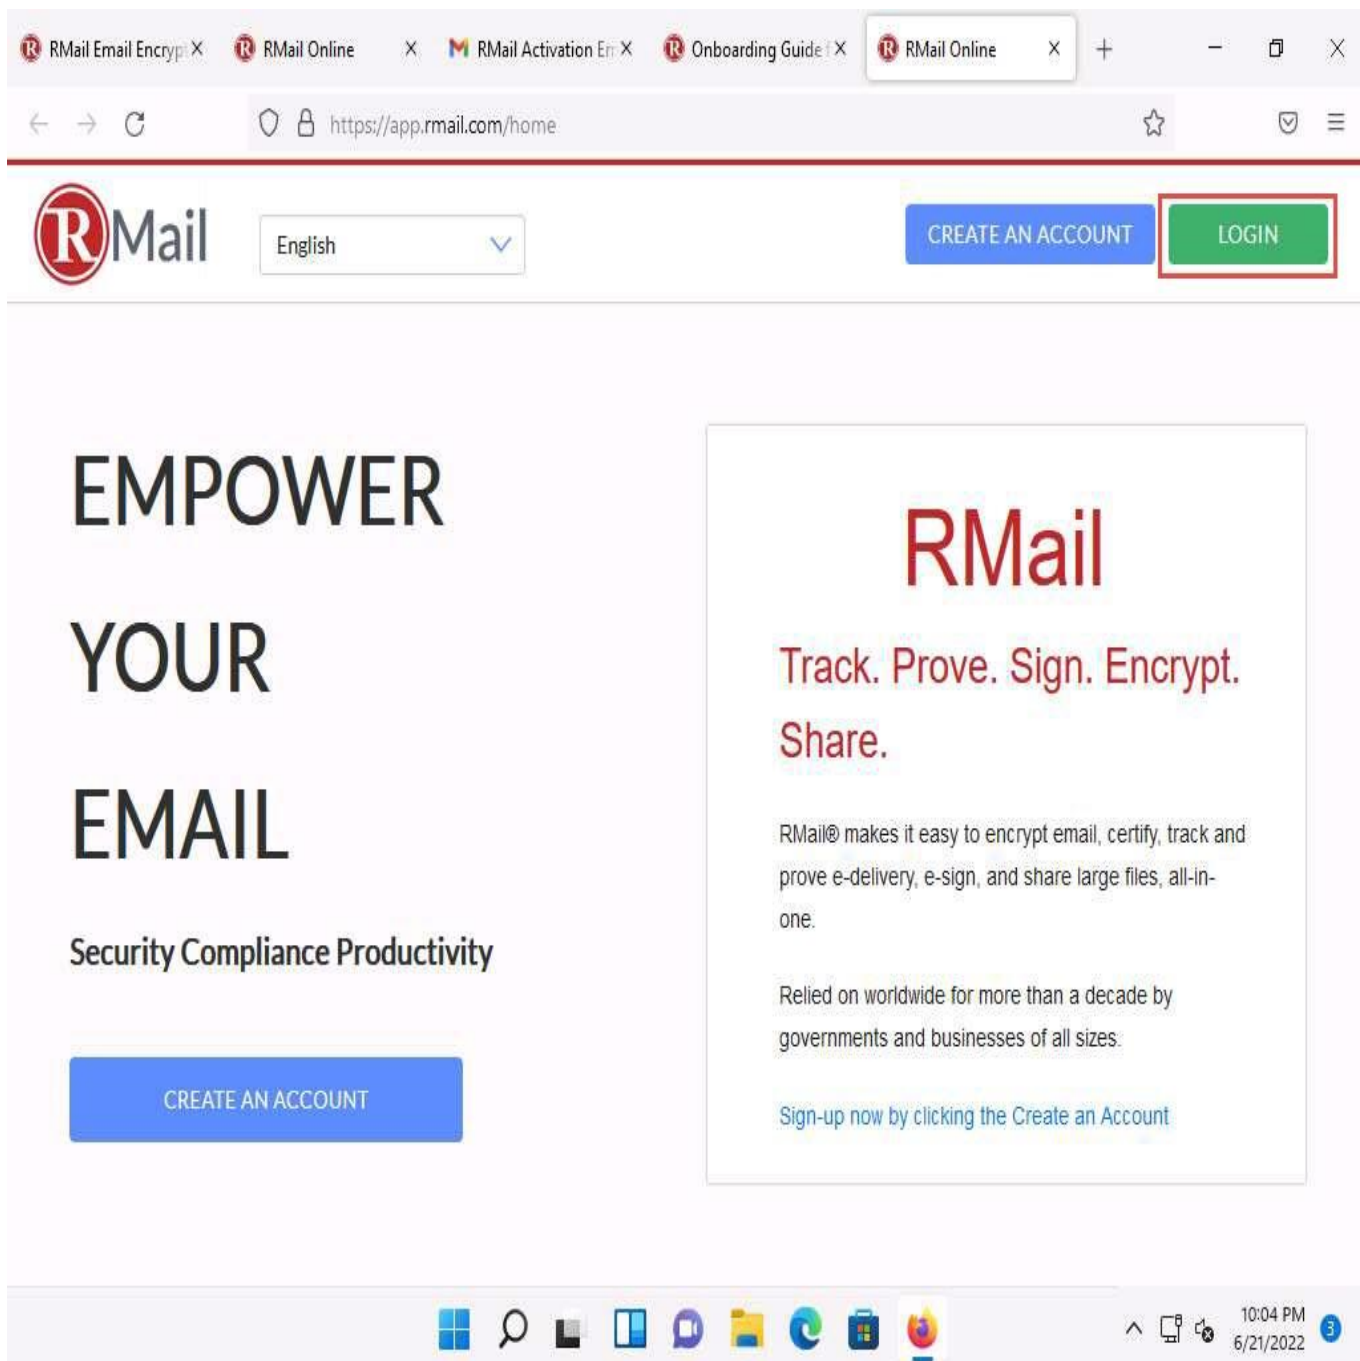 RMail Email Encryp
RMail Online
RMail Activation Em
Onboarding Guide f
RMail Online
https://app.rmail.com/home
RMail
English
CREATE AN ACCOUNT
LOGIN
EMPOWER
YOUR
EMAIL
Security Compliance Productivity
CREATE AN ACCOUNT
RMail
Track. Prove. Sign. Encrypt.
Share.
RMail® makes it easy to encrypt email, certify, track and
prove e-delivery, e-sign, and share large files, all-in-
one.
Relied on worldwide for more than a decade by
governments and businesses of all sizes.
Sign-up now by clicking the Create an Account
10:04 PM
6/21/2022
3